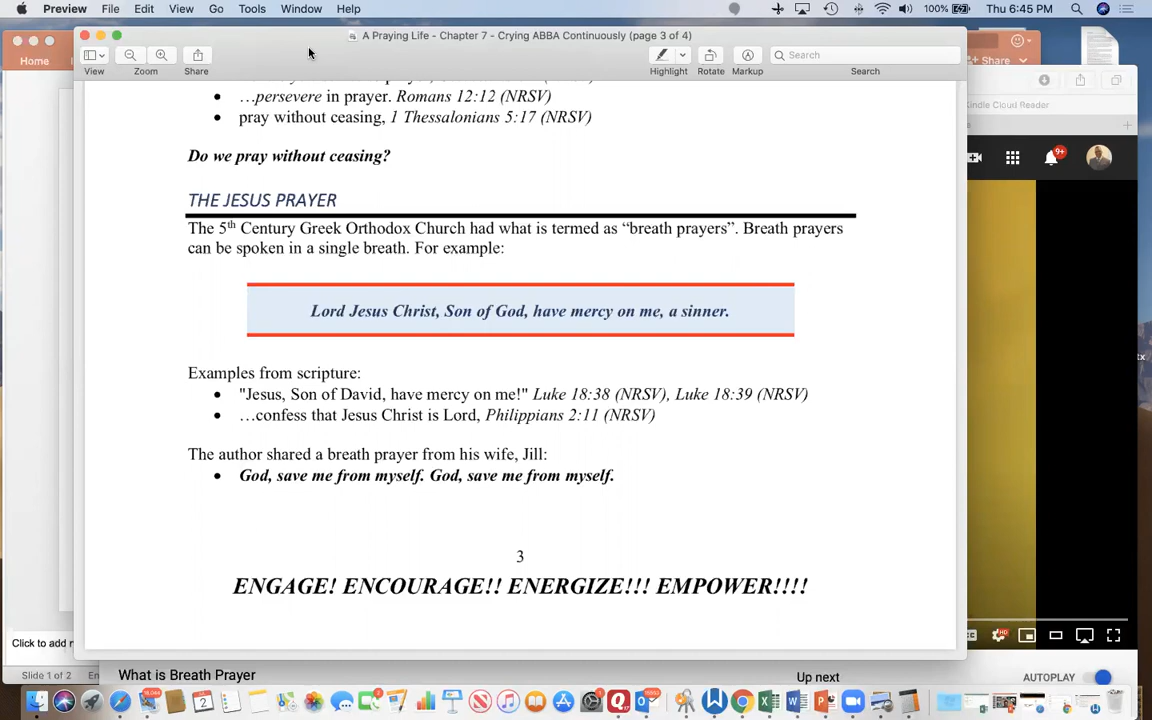 Preview File Edit View Go Tools Window Help 100% Thu 6:45 PM
A Praying Life - Chapter 7 - Crying ABBA Continuously (page 3 of 4)
Search
View Zoom Share Highlight Rotate Markup Search
Home
Share
Kindle Cloud Reader
9+
…persevere in prayer. Romans 12:12 (NRSV)
pray without ceasing, 1 Thessalonians 5:17 (NRSV)
Do we pray without ceasing?
THE JESUS PRAYER
The 5th Century Greek Orthodox Church had what is termed as “breath prayers”. Breath prayers
can be spoken in a single breath. For example:
Lord Jesus Christ, Son of God, have mercy on me, a sinner.
Examples from scripture:
"Jesus, Son of David, have mercy on me!" Luke 18:38 (NRSV), Luke 18:39 (NRSV)
…confess that Jesus Christ is Lord, Philippians 2:11 (NRSV)
The author shared a breath prayer from his wife, Jill:
God, save me from myself. God, save me from myself.
3
ENGAGE! ENCOURAGE!! ENERGIZE!!! EMPOWER!!!!
Click to add n
Slide 1 of 2
What is Breath Prayer
Up next
AUTOPLAY